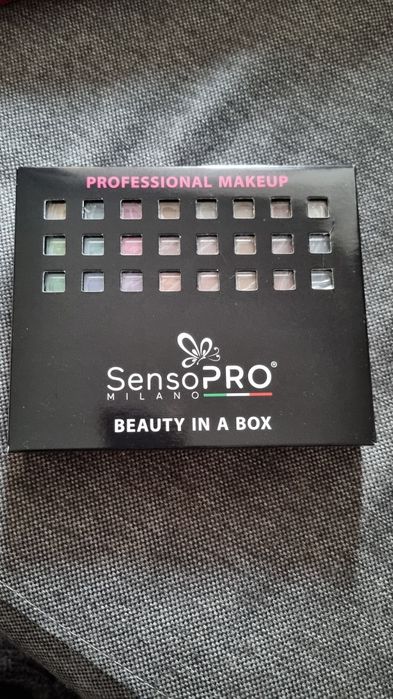 PROFESSIONAL MAKEUP
SensoPRO®
MILANO
BEAUTY IN A BOX